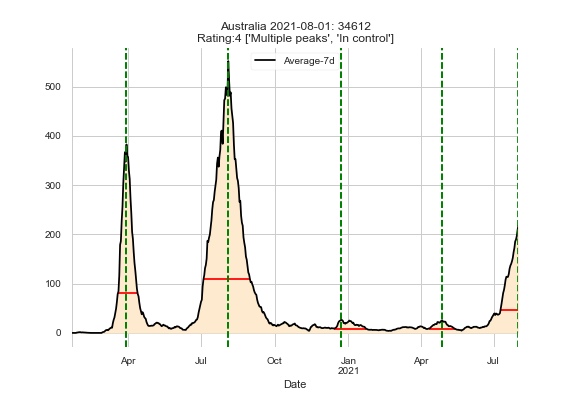 Australia 2021-08-01: 34612
Rating:4 ['Multiple peaks', 'In control']
Average-7d
500
400
300
200
100
0
Apr
Jul
Oct
Jan
2021
Apr
Jul
Date